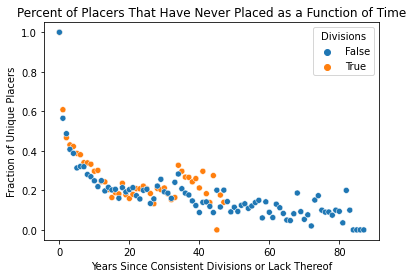 Percent of Placers That Have Never Placed as a Function of Time
Divisions
False
True
Fraction of Unique Placers
1.0
0.8
0.6
0.4
0.2
0.0
0
20
40
60
80
Years Since Consistent Divisions or Lack Thereof